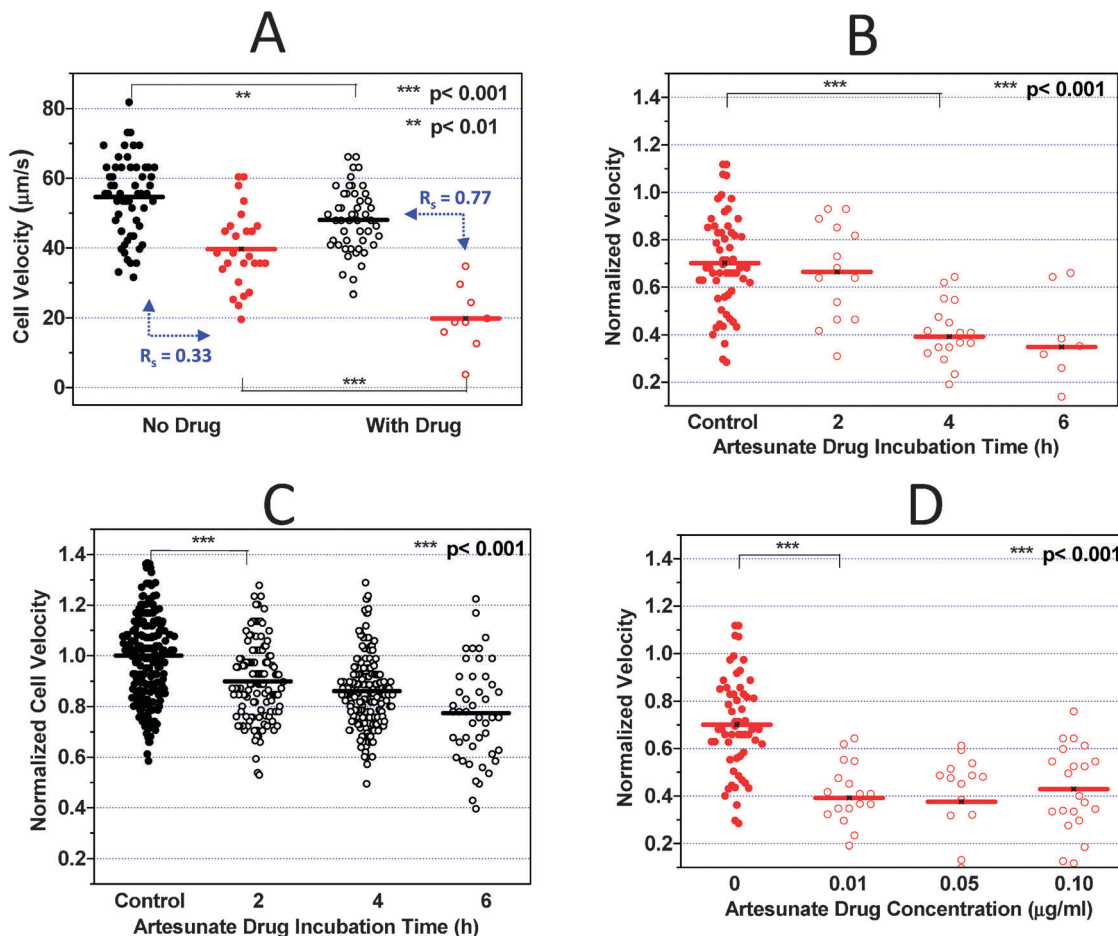 A
Cell Velocity (μm/s)
80
60
40
20
0
**
*** p< 0.001
** p< 0.01
Rs = 0.77
Rs = 0.33
***
No Drug
With Drug
B
Normalized Velocity
1.4
1.2
1.0
0.8
0.6
0.4
0.2
***
*** p< 0.001
Control 2 4 6
Artesunate Drug Incubation Time (h)
C
Normalized Cell Velocity
1.4
1.2
1.0
0.8
0.6
0.4
0.2
***
*** p< 0.001
Control 2 4 6
Artesunate Drug Incubation Time (h)
D
Normalized Velocity
1.4
1.2
1.0
0.8
0.6
0.4
0.2
***
*** p< 0.001
0 0.01 0.05 0.10
Artesunate Drug Concentration (μg/ml)